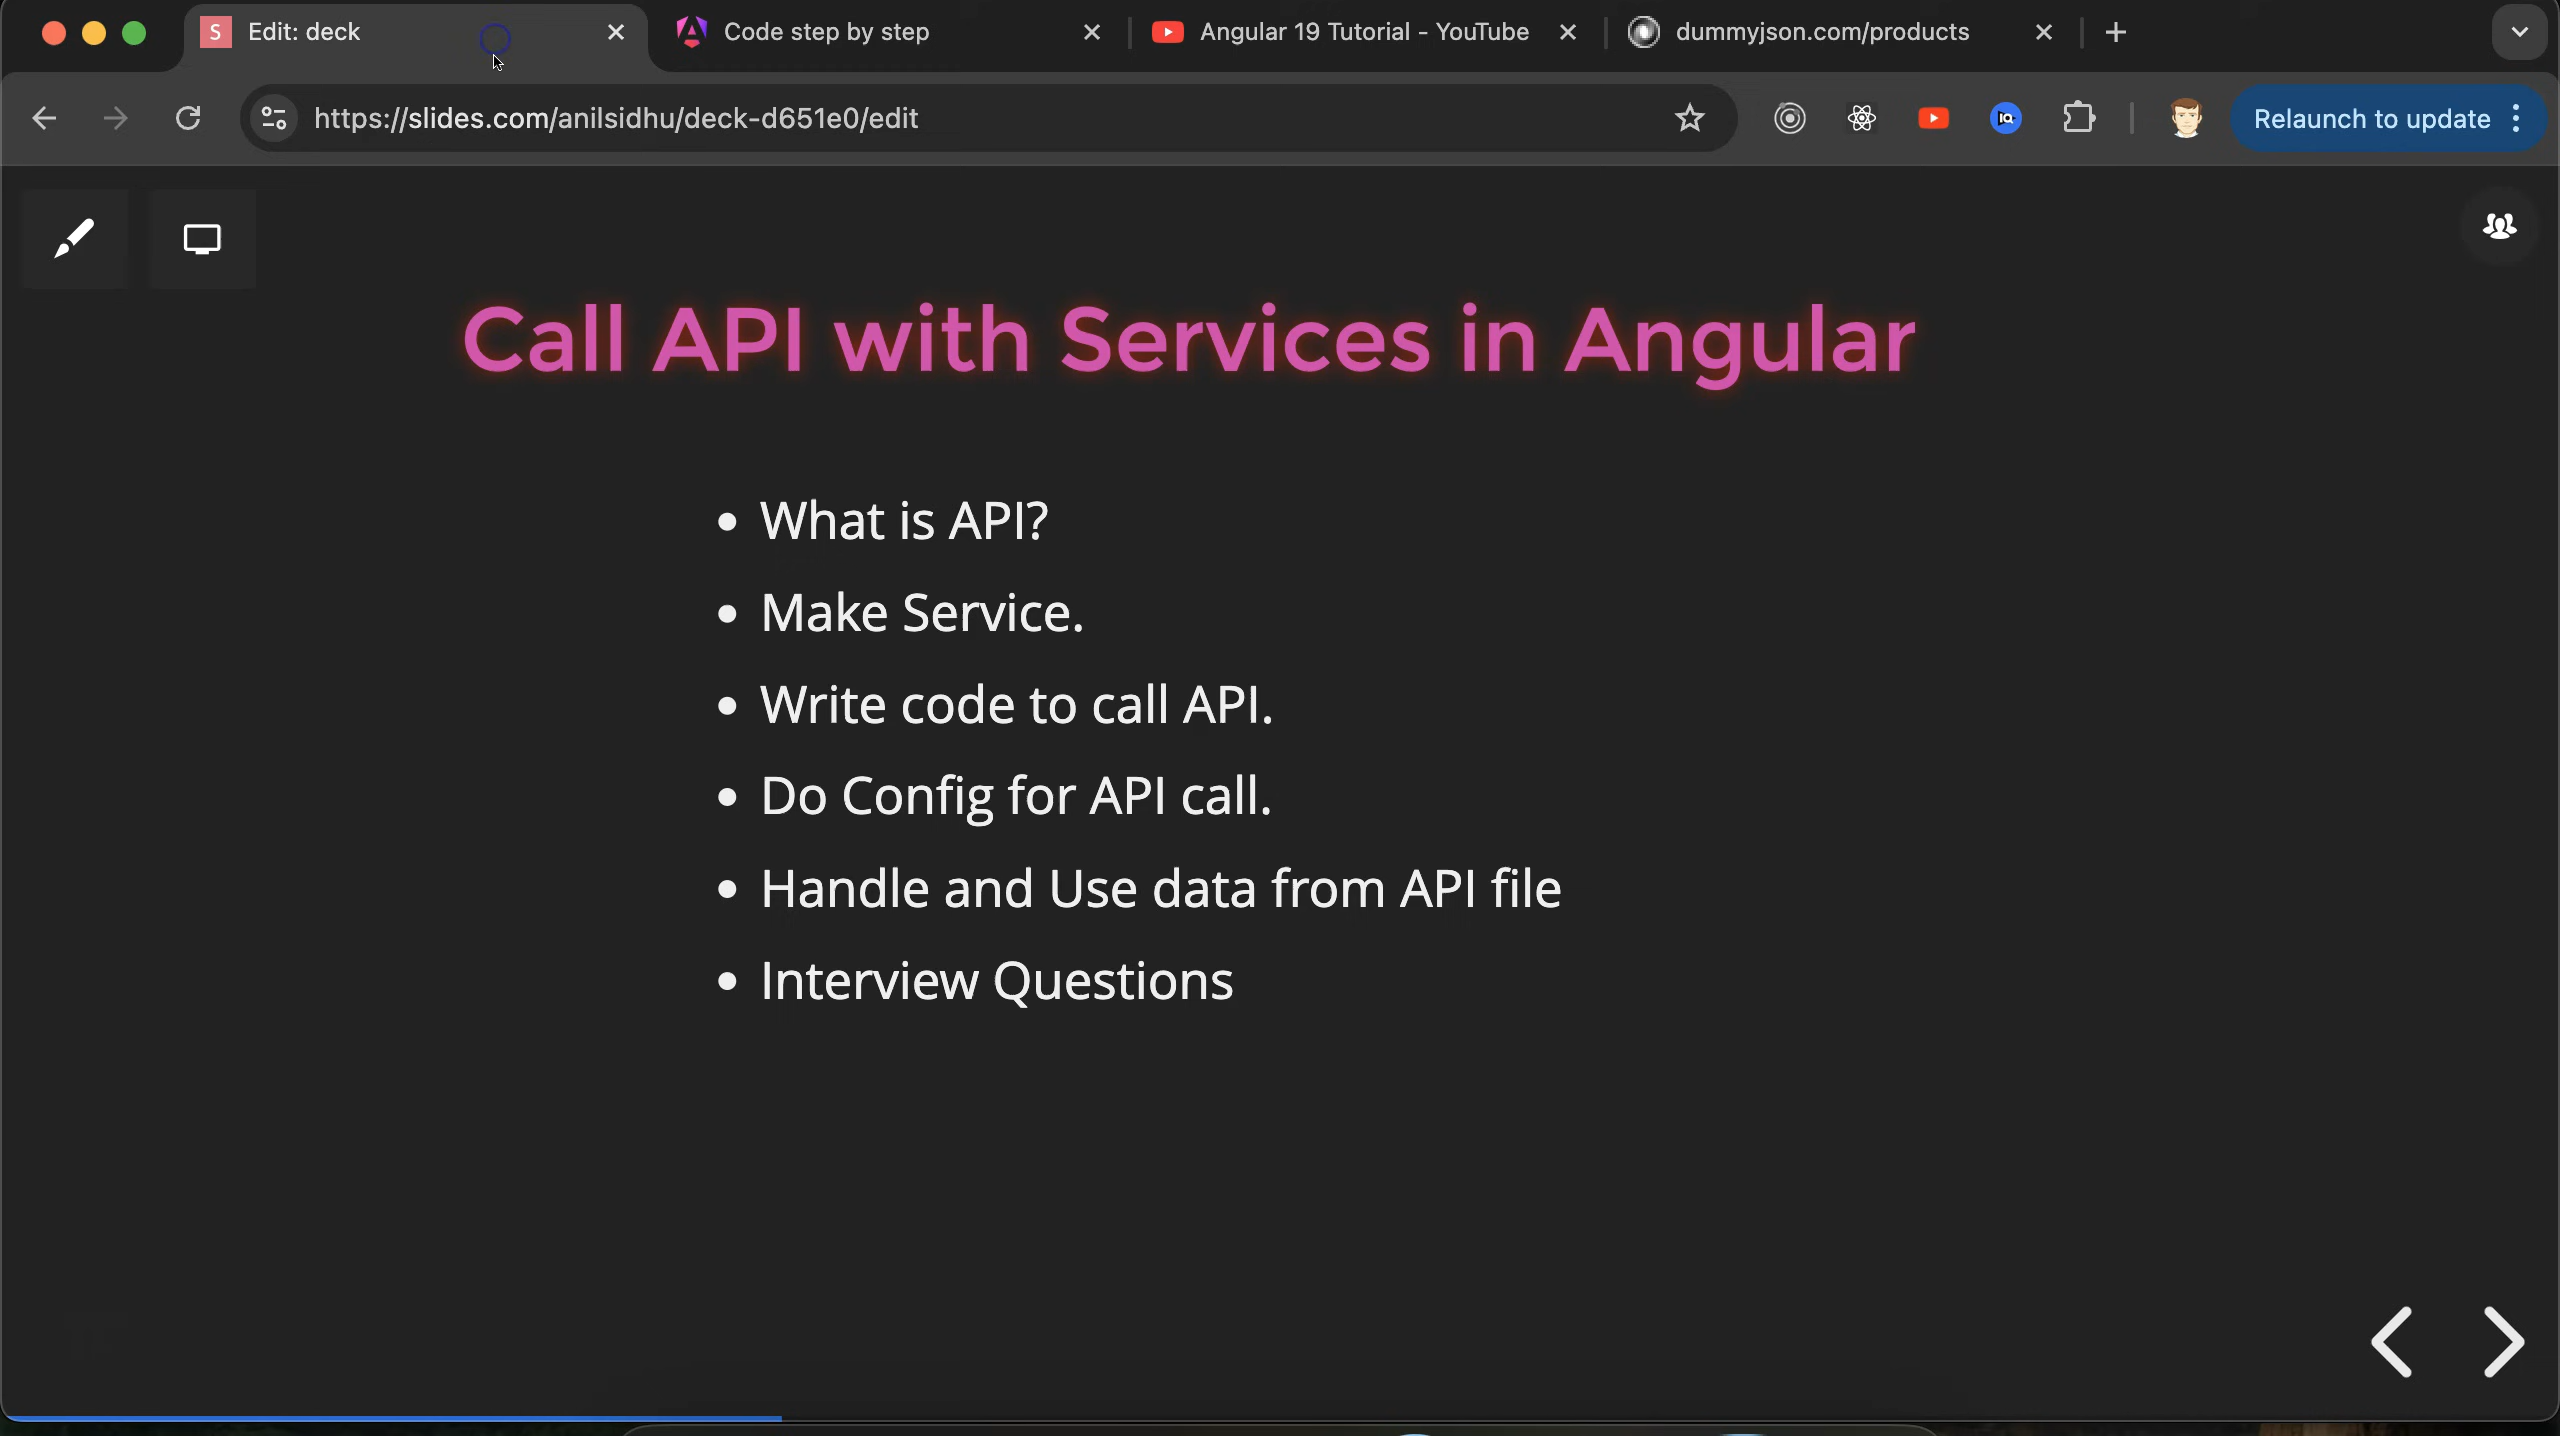 S Edit: deck
Code step by step
Angular 19 Tutorial - YouTube
dummyjson.com/products
https://slides.com/anilsidhu/deck-d651e0/edit
IQ
Relaunch to update
Call API with Services in Angular
• What is API?
• Make Service.
• Write code to call API.
• Do Config for API call.
• Handle and Use data from API file
• Interview Questions